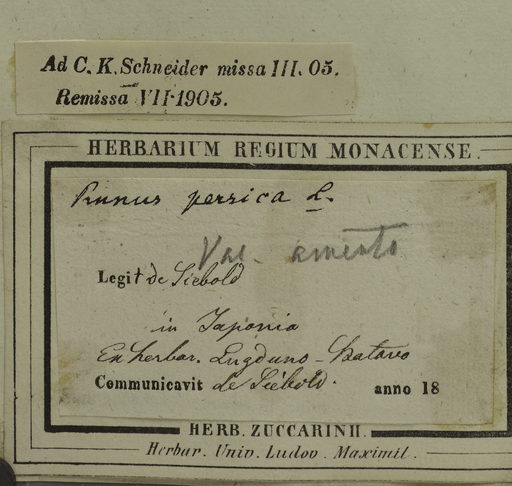 Ad C. K. Schneider missa III. 05.
Remissa VII·1905.
HERBARIUM REGIUM MONACENSE.
Prunus persica L.
Var.
Legit de Siebold
in Japonia
Ex herbar. Lugduno-Batavo
Communicavit de Siebold. anno 18
HERB. ZUCCARINII.
Herbar. Univ. Ludov. Maximil.